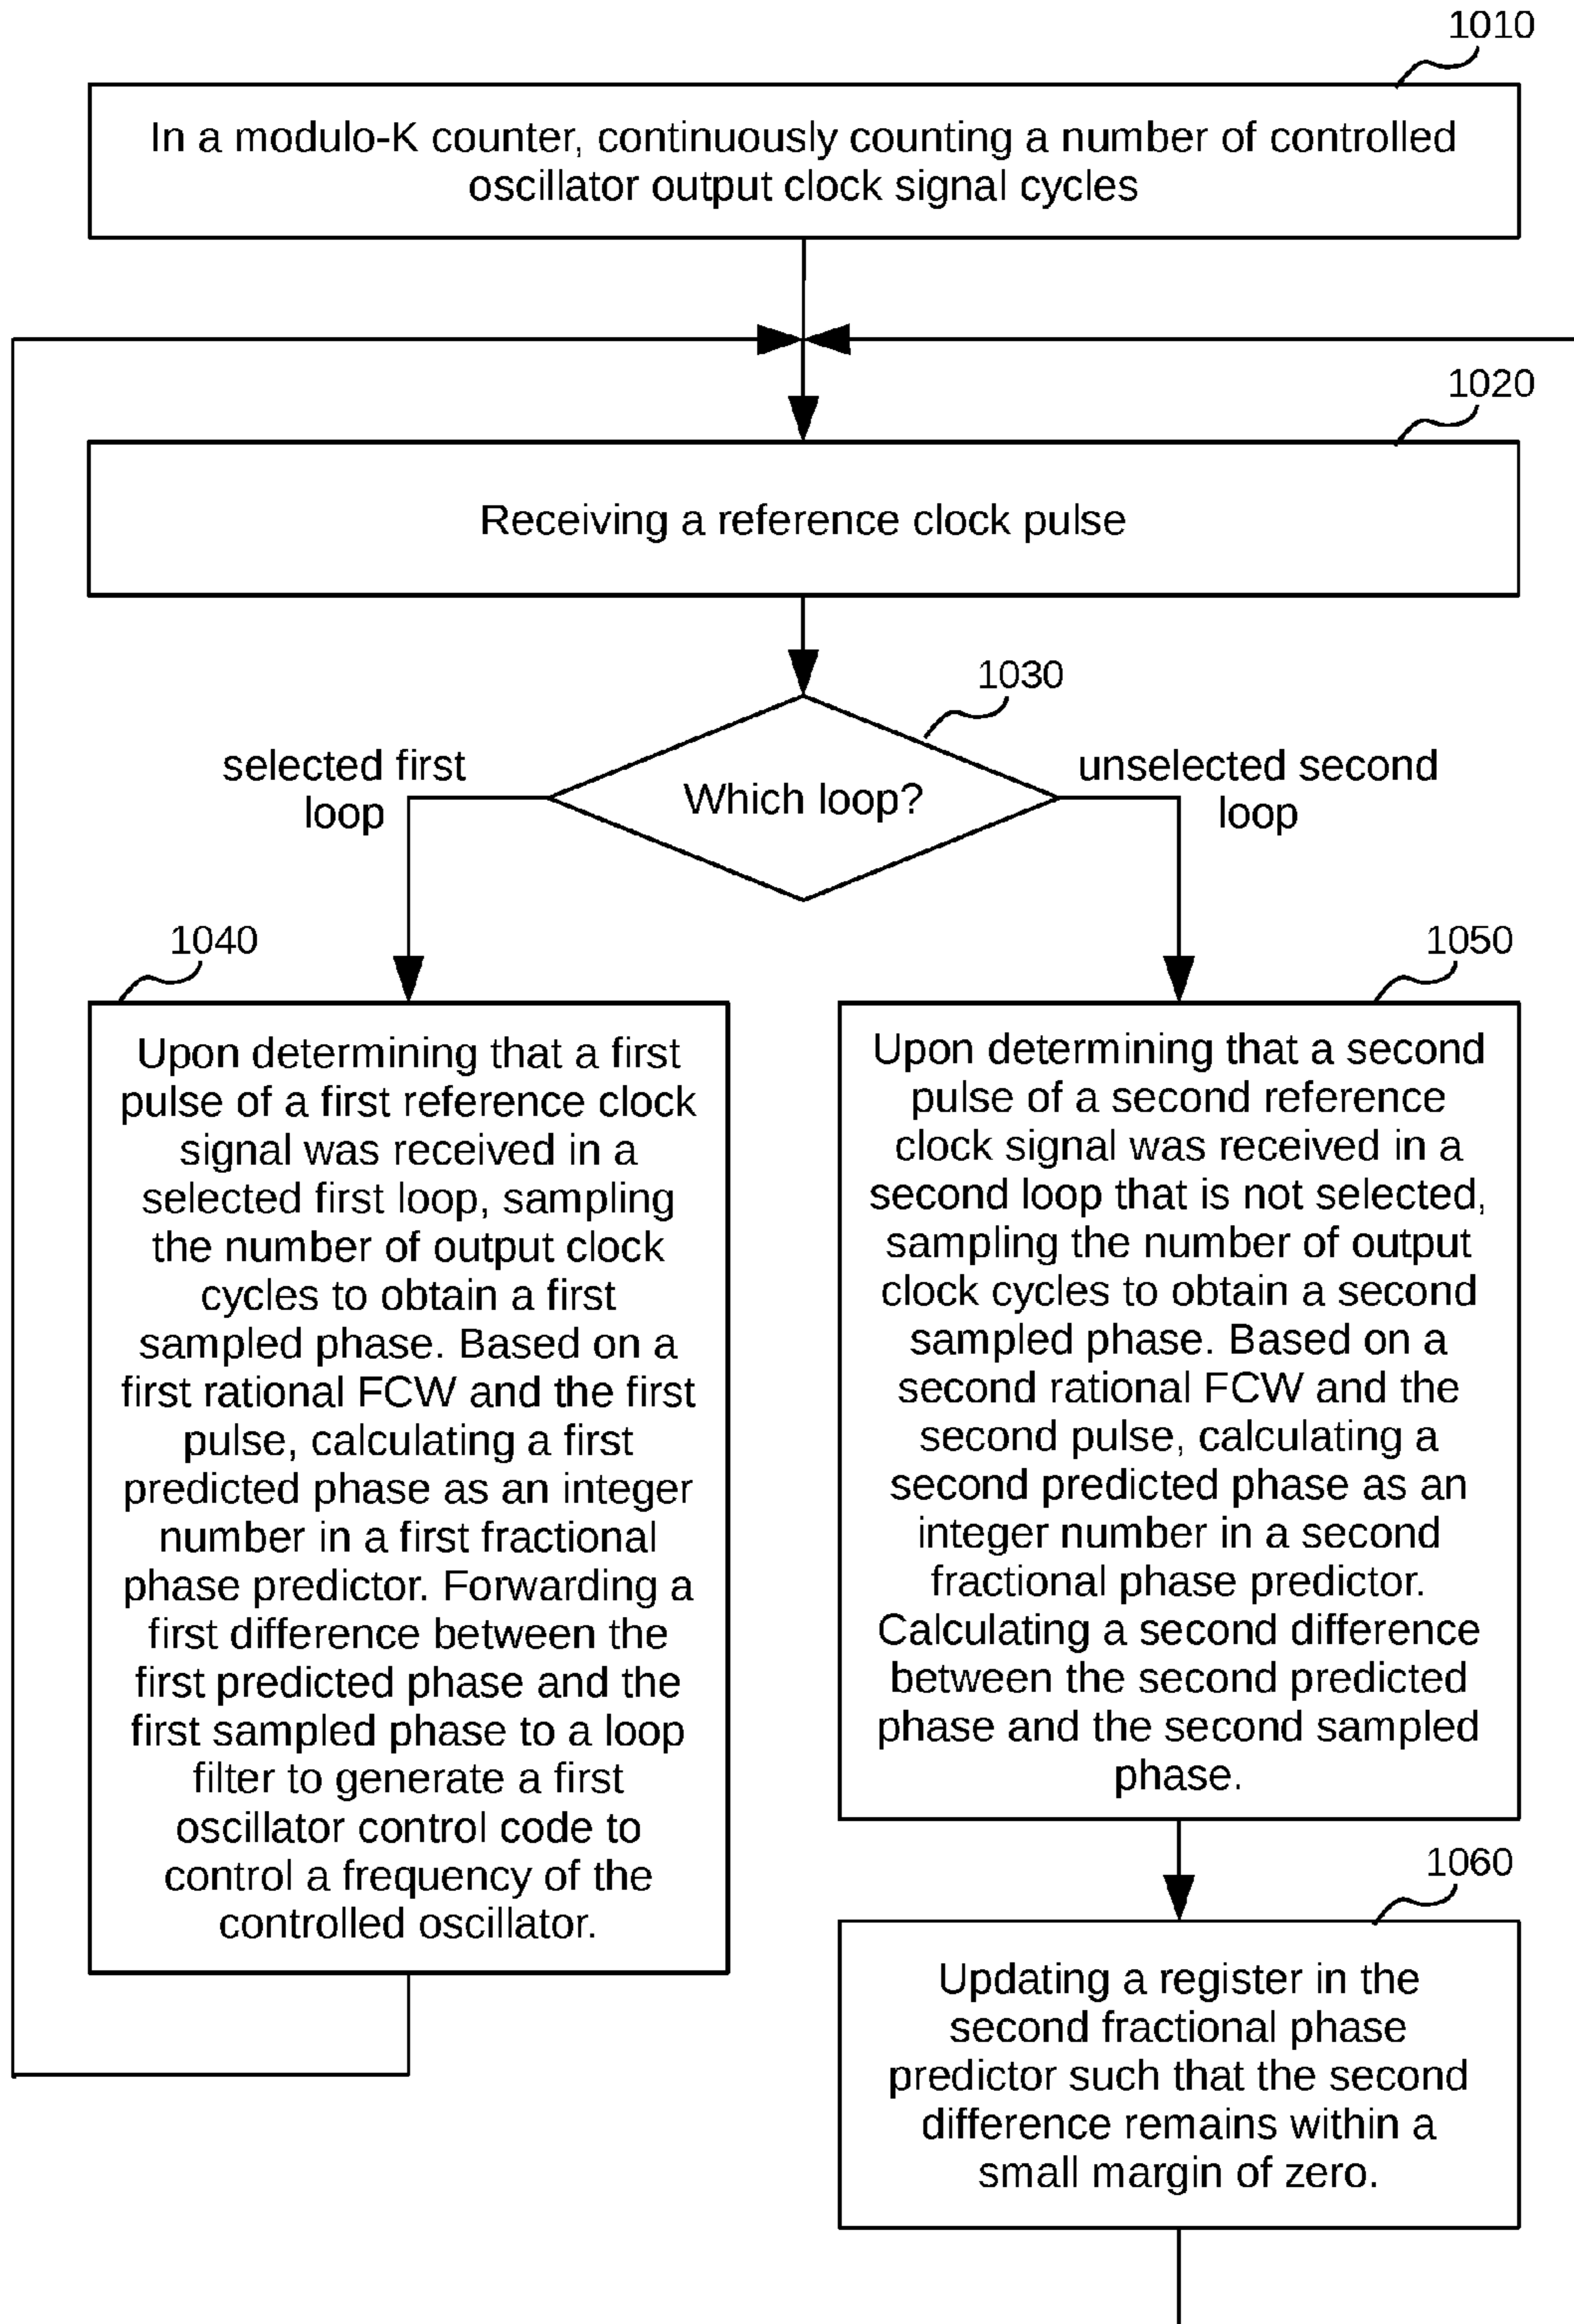 1010
In a modulo-K counter, continuously counting a number of controlled
oscillator output clock signal cycles
1020
Receiving a reference clock pulse
1030
Which loop?
selected first
loop
unselected second
loop
1040
Upon determining that a first
pulse of a first reference clock
signal was received in a
selected first loop, sampling
the number of output clock
cycles to obtain a first
sampled phase. Based on a
first rational FCW and the first
pulse, calculating a first
predicted phase as an integer
number in a first fractional
phase predictor. Forwarding a
first difference between the
first predicted phase and the
first sampled phase to a loop
filter to generate a first
oscillator control code to
control a frequency of the
controlled oscillator.
1050
Upon determining that a second
pulse of a second reference
clock signal was received in a
second loop that is not selected,
sampling the number of output
clock cycles to obtain a second
sampled phase. Based on a
second rational FCW and the
second pulse, calculating a
second predicted phase as an
integer number in a second
fractional phase predictor.
Calculating a second difference
between the second predicted
phase and the second sampled
phase.
1060
Updating a register in the
second fractional phase
predictor such that the second
difference remains within a
small margin of zero.